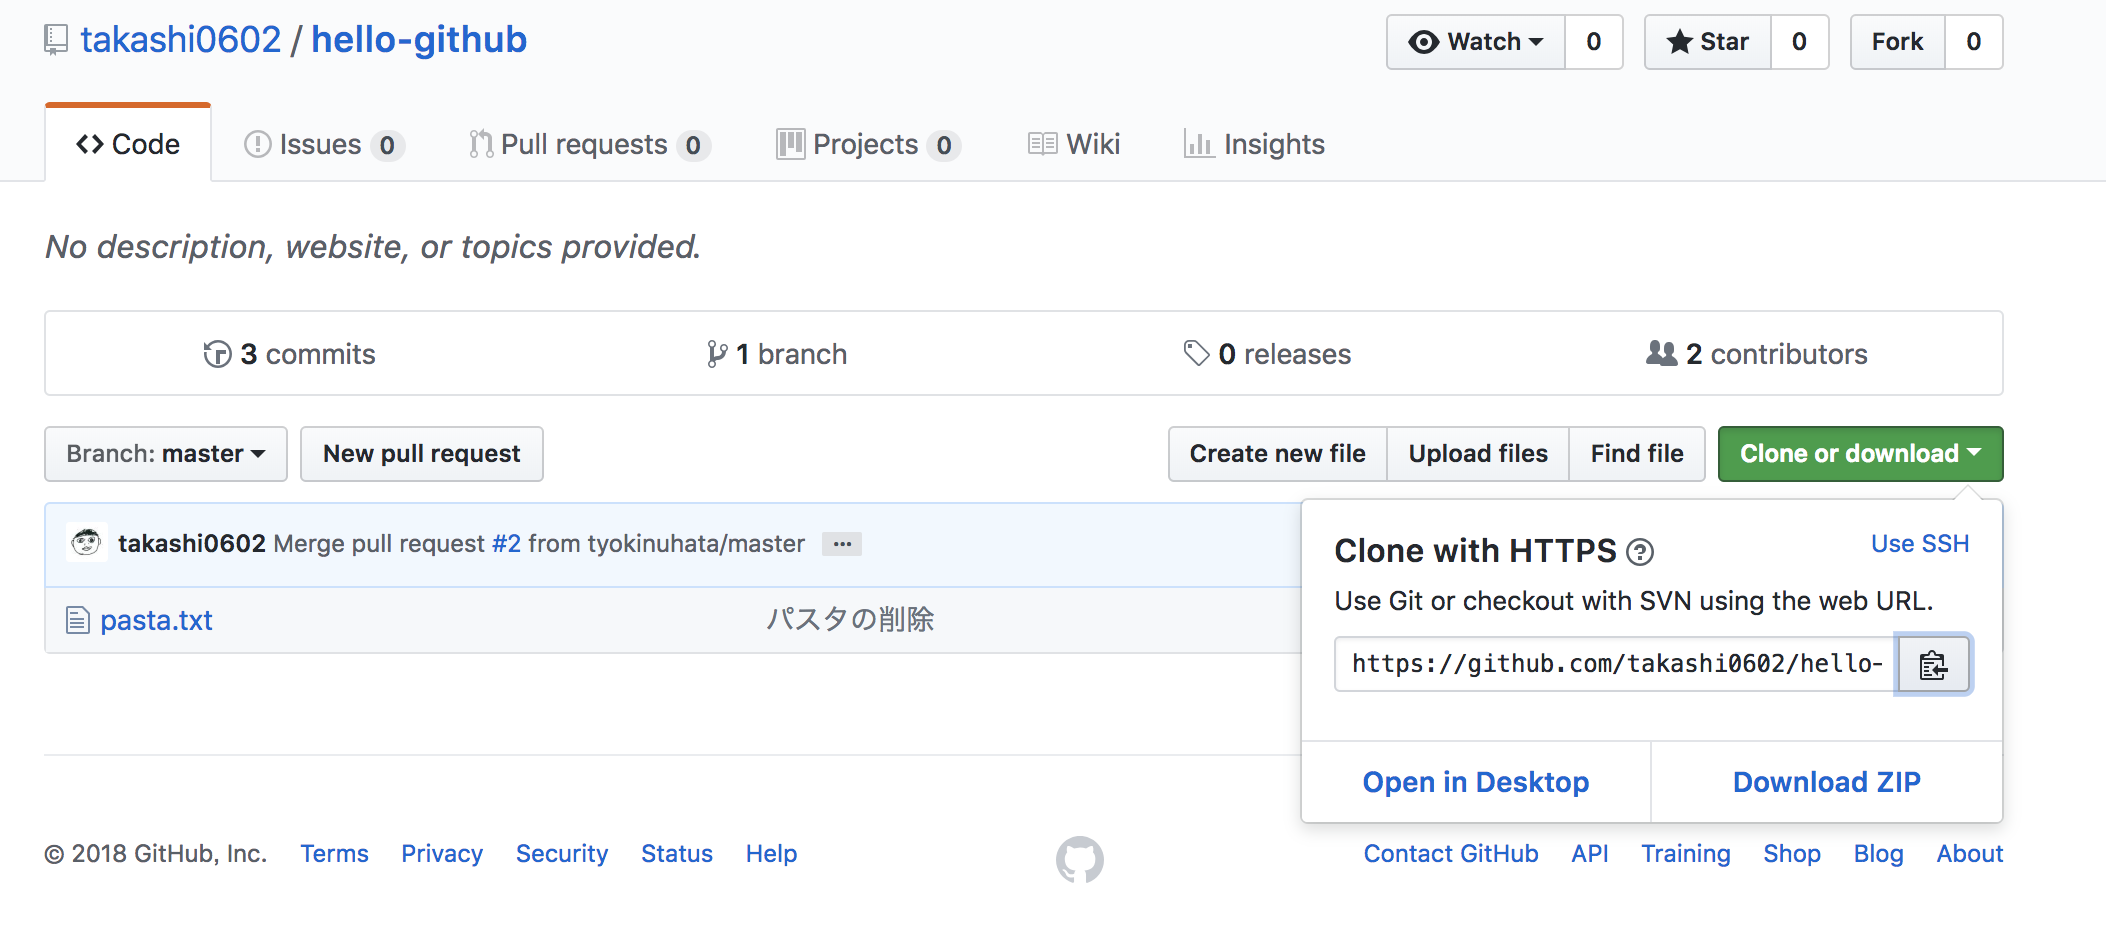 takashi0602 / hello-github
Watch 0 Star 0 Fork 0
Code Issues 0 Pull requests 0 Projects 0 Wiki Insights
No description, website, or topics provided.
3 commits 1 branch 0 releases 2 contributors
Branch: master New pull request Create new file Upload files Find file Clone or download
takashi0602 Merge pull request #2 from tyokinuhata/master ...
pasta.txt パスタの削除
Clone with HTTPS ? Use SSH
Use Git or checkout with SVN using the web URL.
https://github.com/takashi0602/hello-
Open in Desktop Download ZIP
© 2018 GitHub, Inc. Terms Privacy Security Status Help Contact GitHub API Training Shop Blog About